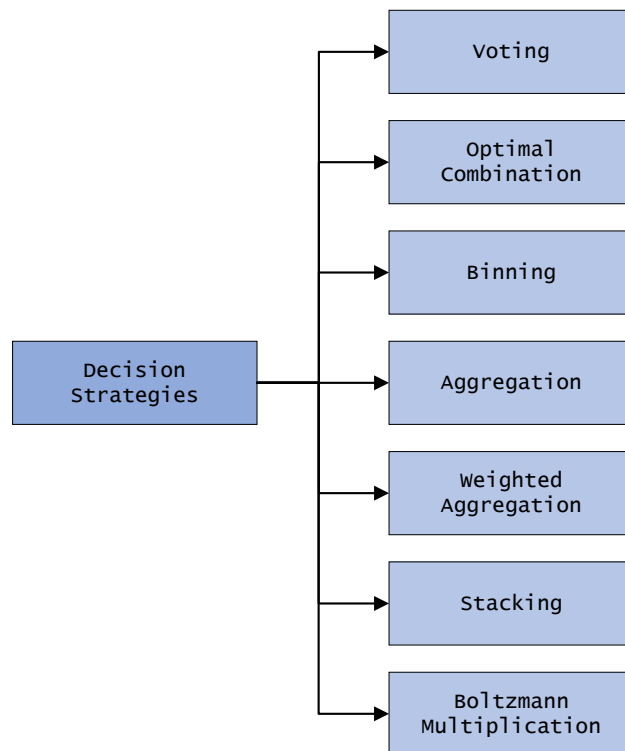 Voting
Optimal
Combination
Binning
Decision
Strategies
Aggregation
Weighted
Aggregation
Stacking
Boltzmann
Multiplication